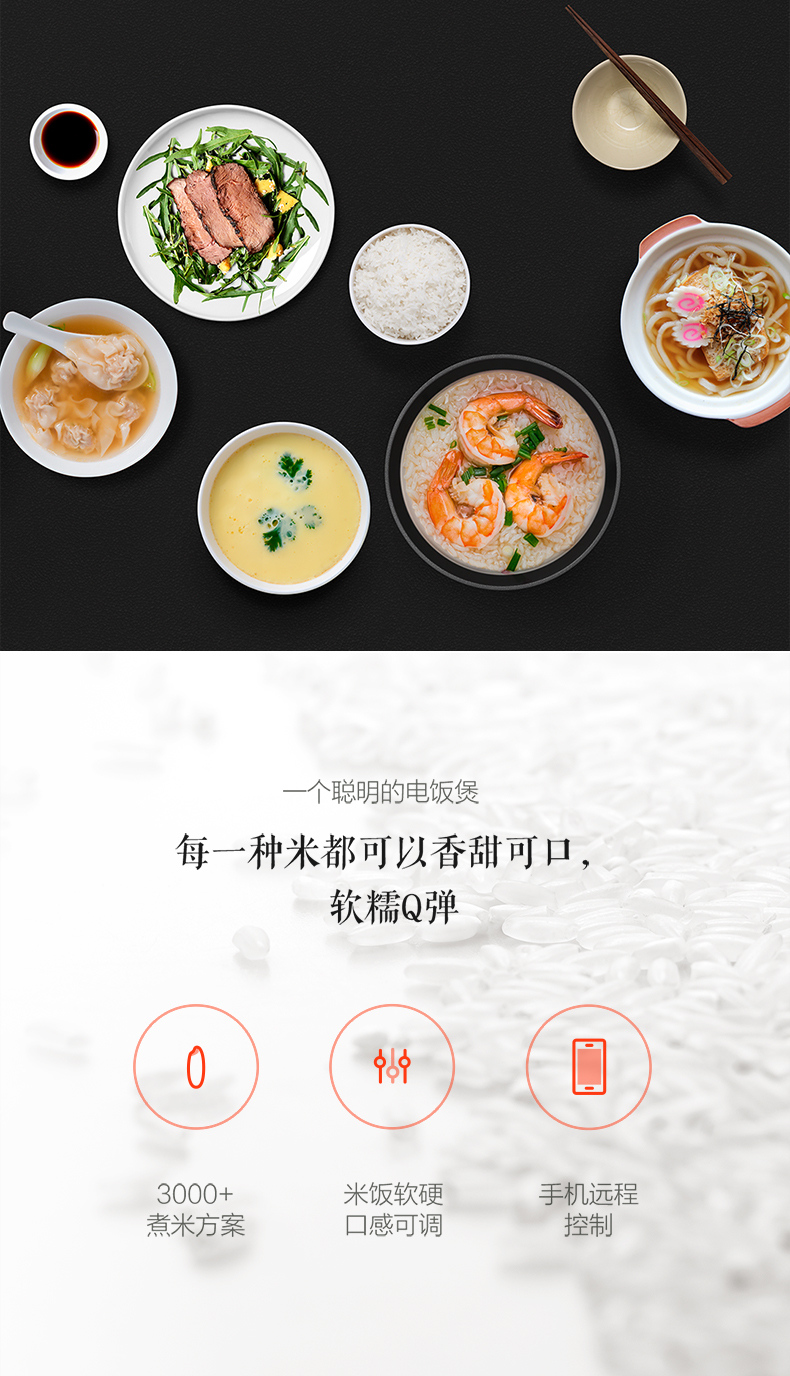 一个聪明的电饭煲
每一种米都可以香甜可口，
软糯Q弹
3000+
煮米方案
米饭软硬
口感可调
手机远程
控制